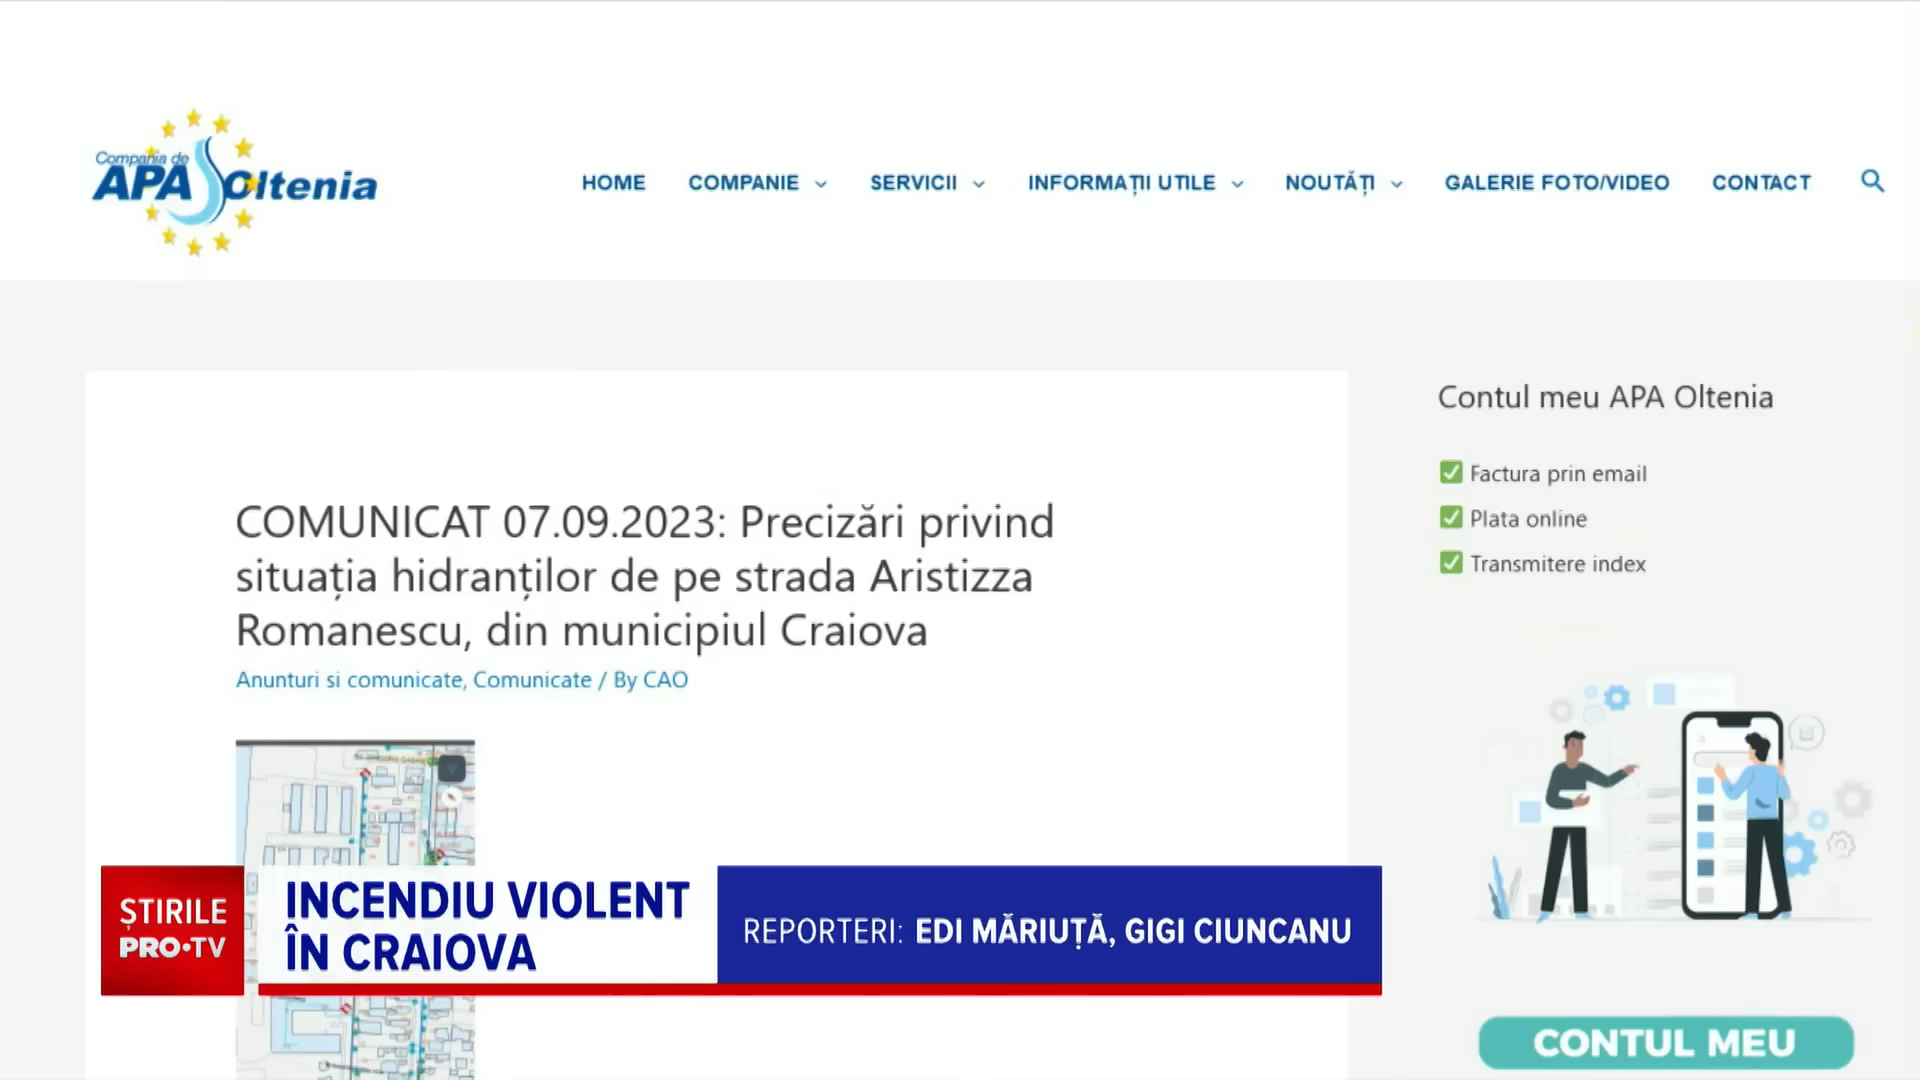 Compania de
APA Oltenia
HOME
COMPANIE
SERVICII
INFORMAȚII UTILE
NOUTĂȚI
GALERIE FOTO/VIDEO
CONTACT
COMUNICAT 07.09.2023: Precizări privind
situația hidranților de pe strada Aristizza
Romanescu, din municipiul Craiova
Anunturi si comunicate, Comunicate / By CAO
Contul meu APA Oltenia
Factura prin email
Plata online
Transmitere index
CONTUL MEU
ȘTIRILE
PRO•TV
INCENDIU VIOLENT
ÎN CRAIOVA
REPORTERI: EDI MĂRIUȚĂ, GIGI CIUNCANU